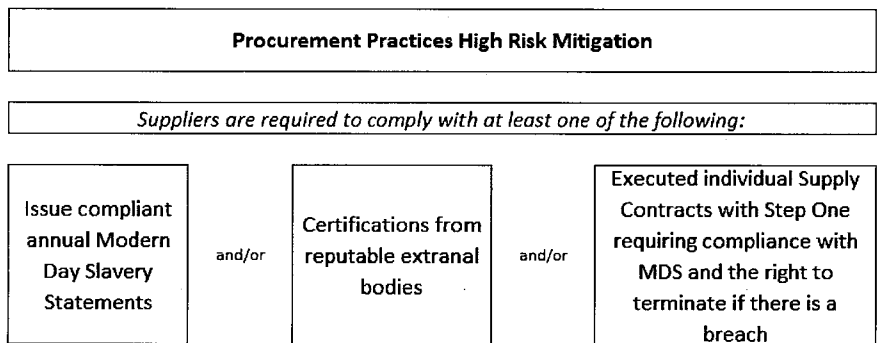 Procurement Practices High Risk Mitigation
Suppliers are required to comply with at least one of the following:
Issue compliant
annual Modern
Day Slavery
Statements
and/or
Certifications from
reputable extranal
bodies
and/or
Executed individual Supply
Contracts with Step One
requiring compliance with
MDS and the right to
terminate if there is a
breach